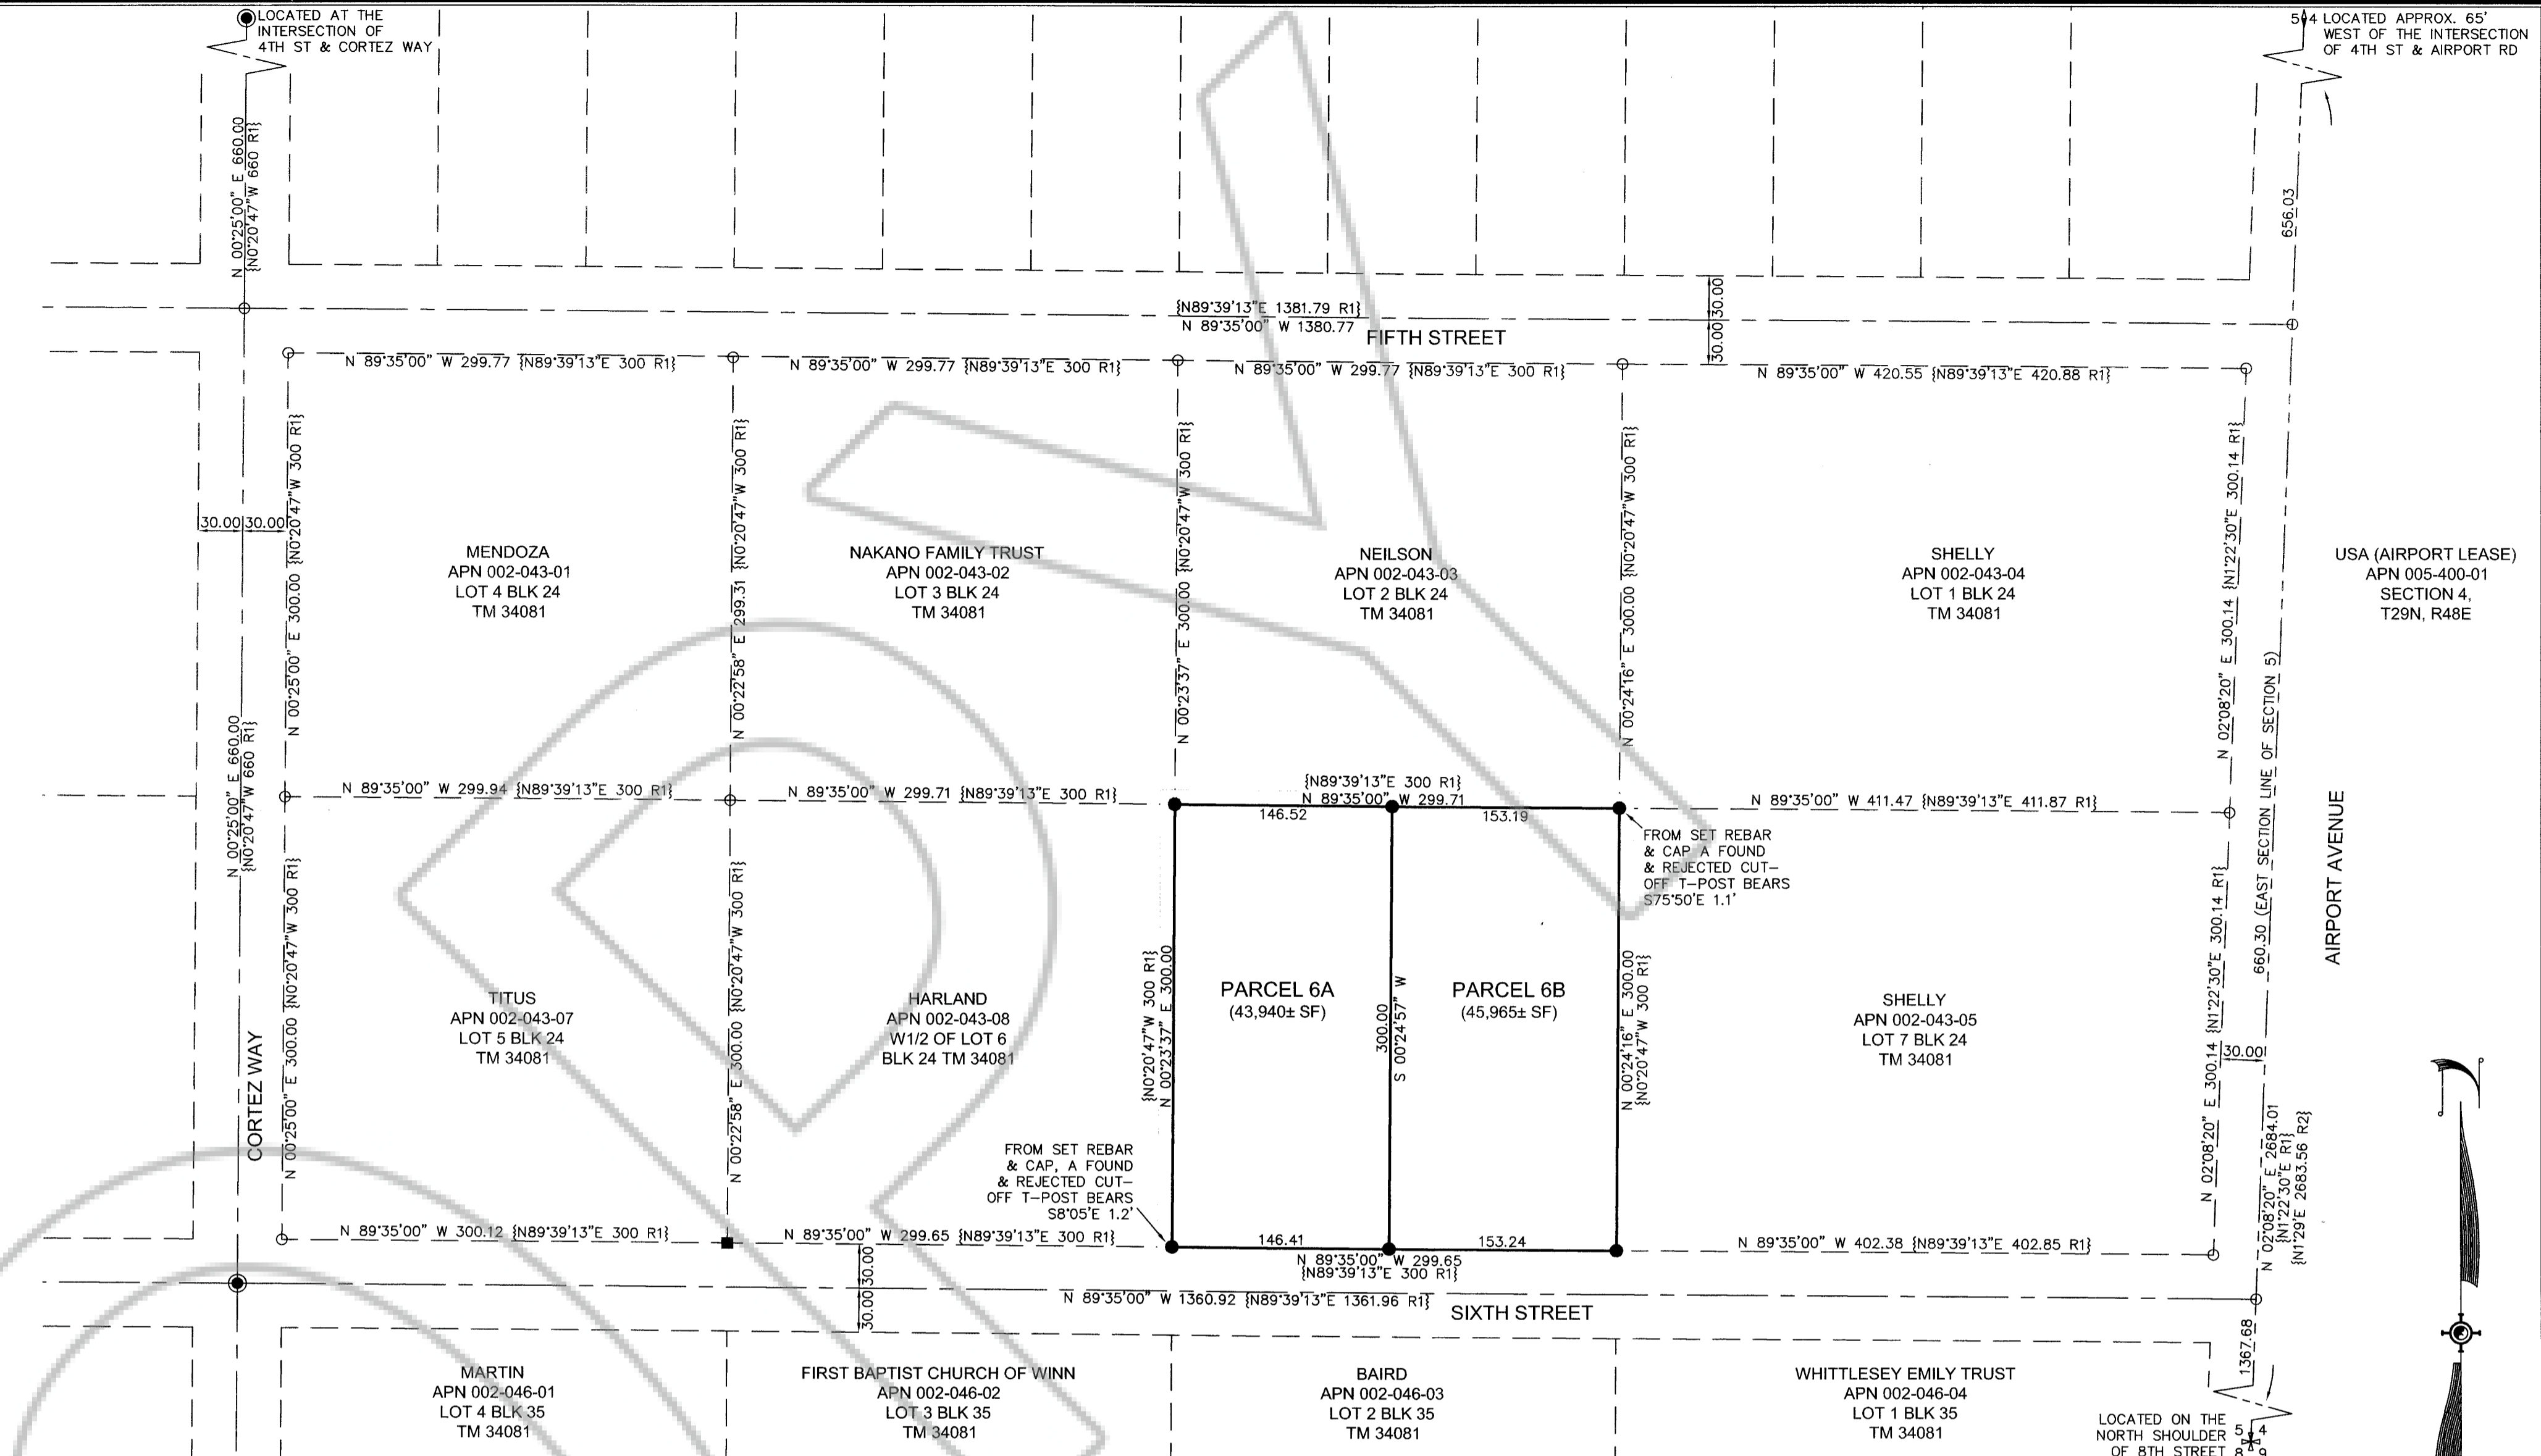 LOCATED AT THE
INTERSECTION OF
4TH ST & CORTEZ WAY
5 4 LOCATED APPROX. 65'
WEST OF THE INTERSECTION
OF 4TH ST & AIRPORT RD
N 00°25'00" E 660.00
{N0°20'47"W 660 R1}
656.03
{N89°39'13"E 1381.79 R1}
N 89°35'00" W 1380.77
FIFTH STREET
30.00
30.00
N 89°35'00" W 299.77 {N89°39'13"E 300 R1}
N 89°35'00" W 299.77 {N89°39'13"E 300 R1}
N 89°35'00" W 299.77 {N89°39'13"E 300 R1}
N 89°35'00" W 420.55 {N89°39'13"E 420.88 R1}
30.00 30.00
N 00°25'00" E 300.00 {N0°20'47"W 300 R1}
N 00°22'58" E 299.31 {N0°20'47"W 300 R1}
N 00°23'37" E 300.00 {N0°20'47"W 300 R1}
N 00°24'16" E 300.00 {N0°20'47"W 300 R1}
N 02°08'20" E 300.14 {N1°22'30"E 300.14 R1}
MENDOZA
APN 002-043-01
LOT 4 BLK 24
TM 34081
NAKANO FAMILY TRUST
APN 002-043-02
LOT 3 BLK 24
TM 34081
NEILSON
APN 002-043-03
LOT 2 BLK 24
TM 34081
SHELLY
APN 002-043-04
LOT 1 BLK 24
TM 34081
USA (AIRPORT LEASE)
APN 005-400-01
SECTION 4,
T29N, R48E
N 00°25'00" E 660.00
{N0°20'47"W 660 R1}
660.30 (EAST SECTION LINE OF SECTION 5)
AIRPORT AVENUE
N 89°35'00" W 299.94 {N89°39'13"E 300 R1}
N 89°35'00" W 299.71 {N89°39'13"E 300 R1}
{N89°39'13"E 300 R1}
N 89°35'00" W 299.71
146.52
153.19
N 89°35'00" W 411.47 {N89°39'13"E 411.87 R1}
FROM SET REBAR
& CAP, A FOUND
& REJECTED CUT-
OFF T-POST BEARS
S75°50'E 1.1'
CORTEZ WAY
N 00°25'00" E 300.00 {N0°20'47"W 300 R1}
N 00°22'58" E 300.00 {N0°20'47"W 300 R1}
{N0°20'47"W 300 R1}
N 00°23'37" E 300.00
300.00
S 00°24'57" W
N 00°24'16" E 300.00
{N0°20'47"W 300 R1}
N 02°08'20" E 300.14 {N1°22'30"E 300.14 R1}
30.00
TITUS
APN 002-043-07
LOT 5 BLK 24
TM 34081
HARLAND
APN 002-043-08
W1/2 OF LOT 6
BLK 24 TM 34081
PARCEL 6A
(43,940± SF)
PARCEL 6B
(45,965± SF)
SHELLY
APN 002-043-05
LOT 7 BLK 24
TM 34081
N 02°08'20" E 2684.01
{N1°22'30"E R1}
{N1°29'E 2683.56 R2}
FROM SET REBAR
& CAP, A FOUND
& REJECTED CUT-
OFF T-POST BEARS
S8°05'E 1.2'
N 89°35'00" W 300.12 {N89°39'13"E 300 R1}
N 89°35'00" W 299.65 {N89°39'13"E 300 R1}
146.41
153.24
N 89°35'00" W 299.65
{N89°39'13"E 300 R1}
N 89°35'00" W 402.38 {N89°39'13"E 402.85 R1}
30.00
30.00
N 89°35'00" W 1360.92 {N89°39'13"E 1361.96 R1}
SIXTH STREET
1367.68
MARTIN
APN 002-046-01
LOT 4 BLK 35
TM 34081
FIRST BAPTIST CHURCH OF WINN
APN 002-046-02
LOT 3 BLK 35
TM 34081
BAIRD
APN 002-046-03
LOT 2 BLK 35
TM 34081
WHITTLESEY EMILY TRUST
APN 002-046-04
LOT 1 BLK 35
TM 34081
LOCATED ON THE
NORTH SHOULDER
OF 8TH STREET
5 4
8 9